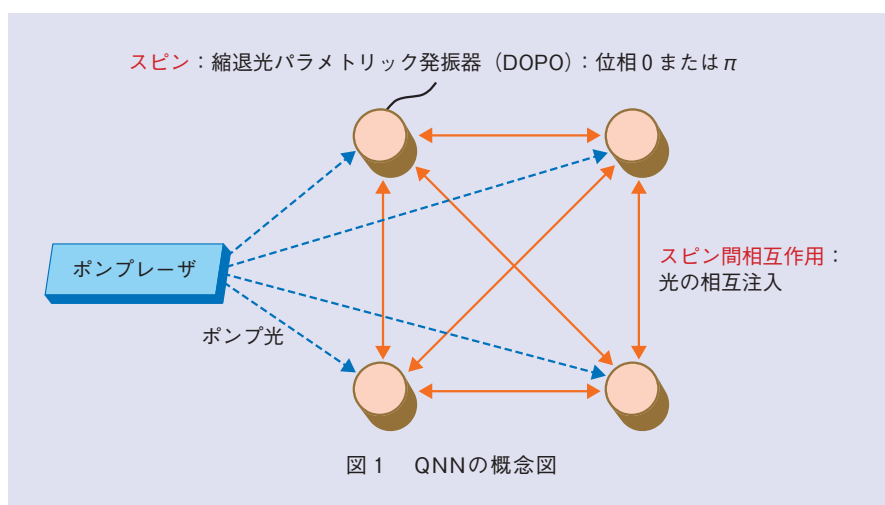 スピン：縮退光パラメトリック発振器（DOPO）：位相0またはπ
ポンプレーザ
スピン間相互作用：
光の相互注入
ポンプ光
図1　QNNの概念図